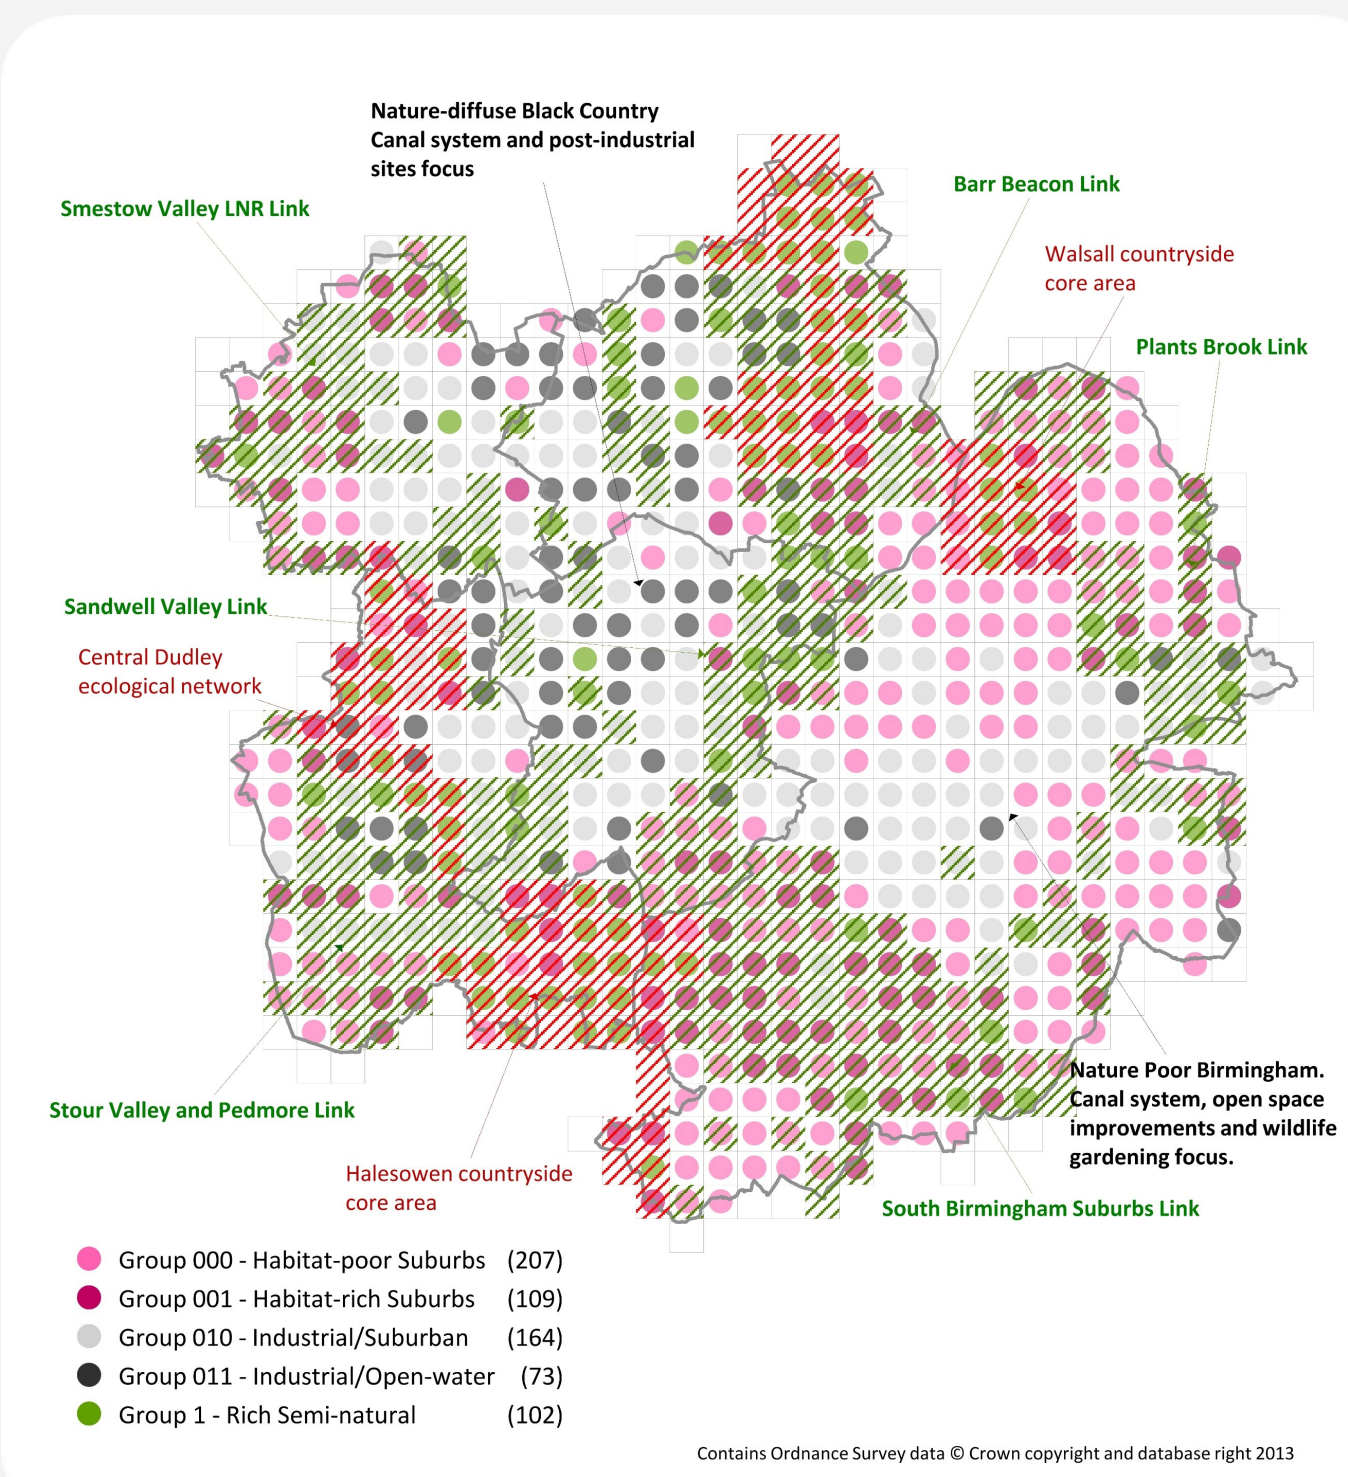 Nature-diffuse Black Country
Canal system and post-industrial
sites focus
Barr Beacon Link
Smestow Valley LNR Link
Walsall countryside
core area
Plants Brook Link
Sandwell Valley Link
Central Dudley
ecological network
Nature Poor Birmingham.
Canal system, open space
improvements and wildlife
gardening focus.
Stour Valley and Pedmore Link
Halesowen countryside
core area
South Birmingham Suburbs Link
Group 000 - Habitat-poor Suburbs (207)
Group 001 - Habitat-rich Suburbs (109)
Group 010 - Industrial/Suburban (164)
Group 011 - Industrial/Open-water (73)
Group 1 - Rich Semi-natural (102)
Contains Ordnance Survey data © Crown copyright and database right 2013